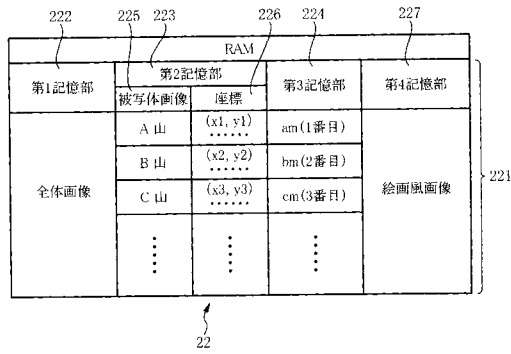 222
225
223
226
224
227
RAM
第1記憶部
第2記憶部
第3記憶部
第4記憶部
被写体画像
座標
全体画像
A山
(x1, y1)
am(1番目)
B山
(x2, y2)
bm(2番目)
C山
(x3, y3)
cm(3番目)
絵画風画像
221
22